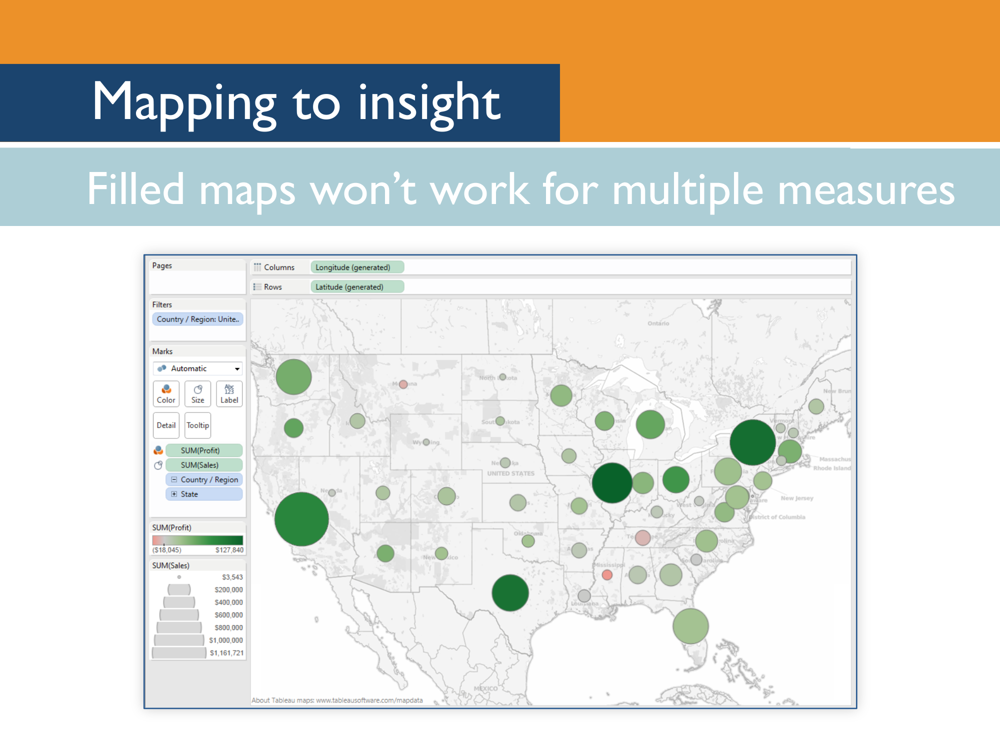 Mapping to insight
Filled maps won't work for multiple measures
Pages
Columns
Longitude (generated)
Rows
Latitude (generated)
Filters
Country / Region: Unite..
Marks
Automatic
Color
Size
Abc
123
Label
Detail
Tooltip
SUM(Profit)
SUM(Sales)
Country / Region
State
SUM(Profit)
($18,045)
$127,840
SUM(Sales)
$3,543
$200,000
$400,000
$600,000
$800,000
$1,000,000
$1,161,721
Ontario
New Brun
Vermont
Massachus
Rhode Island
UNITED STATES
New Jersey
District of Columbia
Mississippi
Louisiana
MEXICO
About Tableau maps: www.tableausoftware.com/mapdata